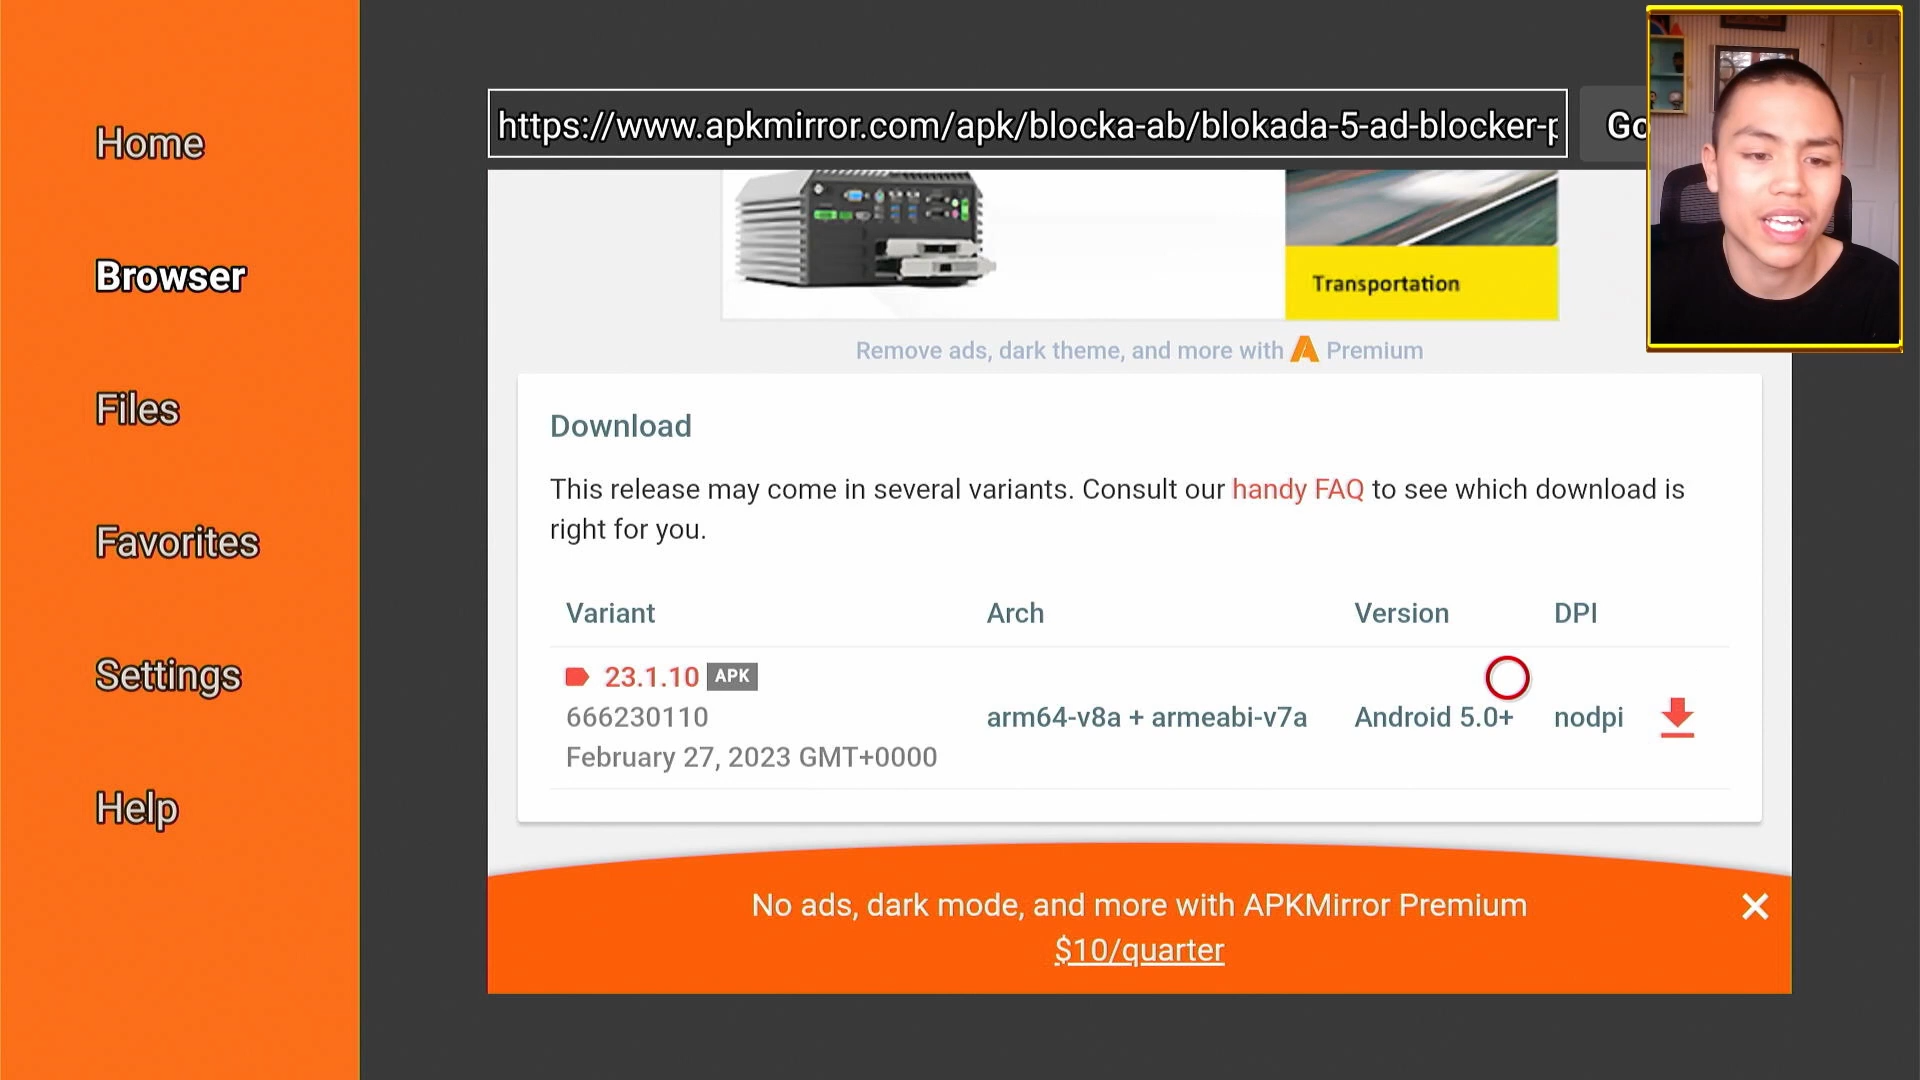 Home
Browser
Files
Favorites
Settings
Help
https://www.apkmirror.com/apk/blocka-ab/blokada-5-ad-blocker-p
Go
Transportation
Remove ads, dark theme, and more with Premium
Download
This release may come in several variants. Consult our handy FAQ to see which download is
right for you.
Variant Arch Version DPI
23.1.10 APK
666230110
arm64-v8a + armeabi-v7a Android 5.0+ nodpi
February 27, 2023 GMT+0000
No ads, dark mode, and more with APKMirror Premium
$10/quarter